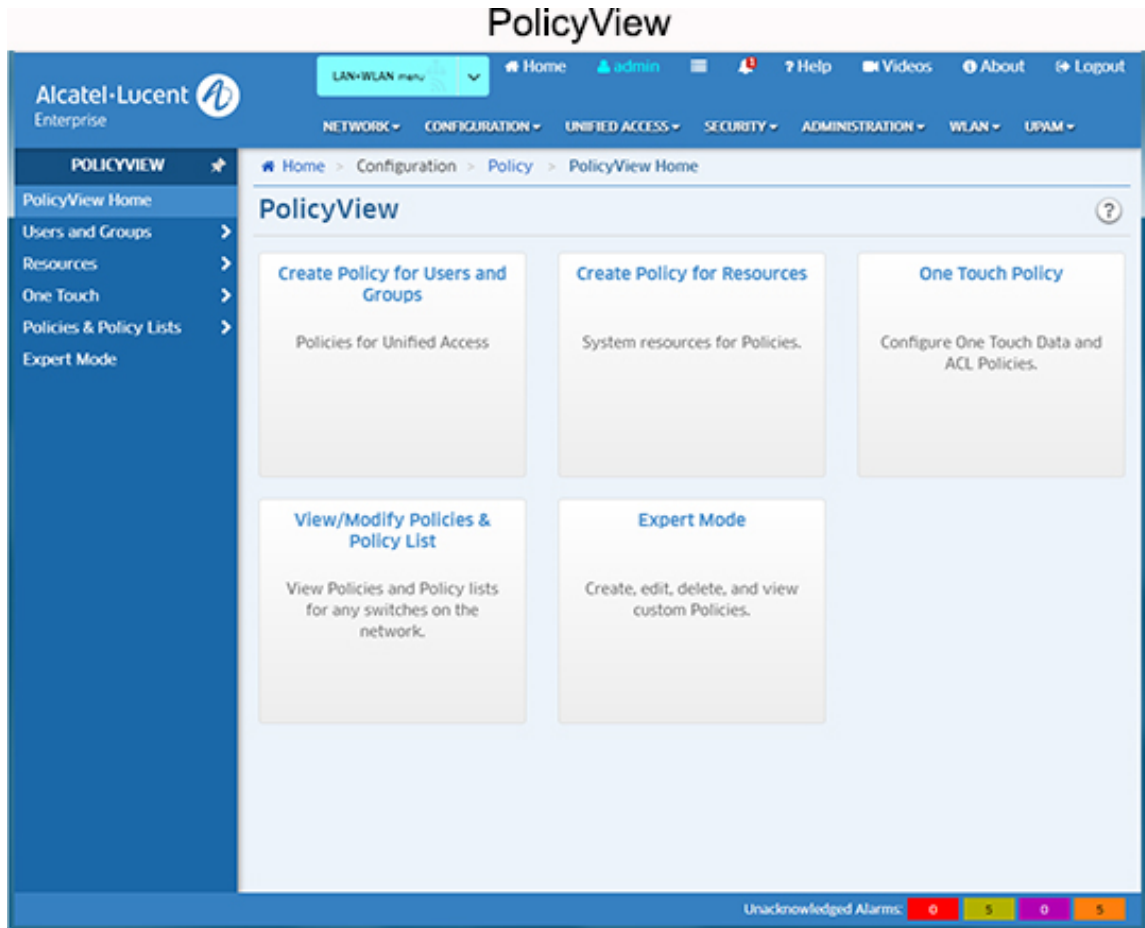 PolicyView
Alcatel·Lucent
Enterprise
LAN+WLAN menu
Home admin 1 ? Help Videos About Logout
NETWORK CONFIGURATION UNIFIED ACCESS SECURITY ADMINISTRATION WLAN UPAM
POLICYVIEW
PolicyView Home
Users and Groups
Resources
One Touch
Policies & Policy Lists
Expert Mode
Home > Configuration > Policy > PolicyView Home
PolicyView
?
Create Policy for Users and
Groups
Policies for Unified Access
Create Policy for Resources
System resources for Policies.
One Touch Policy
Configure One Touch Data and
ACL Policies.
View/Modify Policies &
Policy List
View Policies and Policy lists
for any switches on the
network.
Expert Mode
Create, edit, delete, and view
custom Policies.
Unacknowledged Alarms: 0 5 0 5